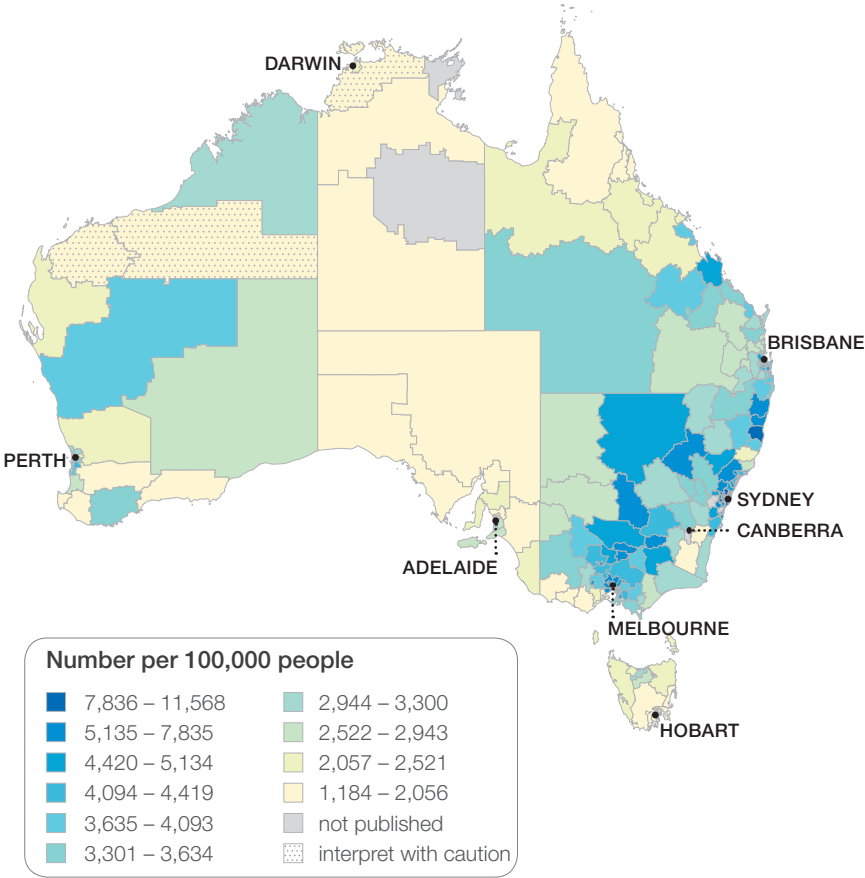 DARWIN
BRISBANE
PERTH
SYDNEY
CANBERRA
ADELAIDE
MELBOURNE
HOBART
Number per 100,000 people
7,836 – 11,568
5,135 – 7,835
4,420 – 5,134
4,094 – 4,419
3,635 – 4,093
3,301 – 3,634
2,944 – 3,300
2,522 – 2,943
2,057 – 2,521
1,184 – 2,056
not published
interpret with caution